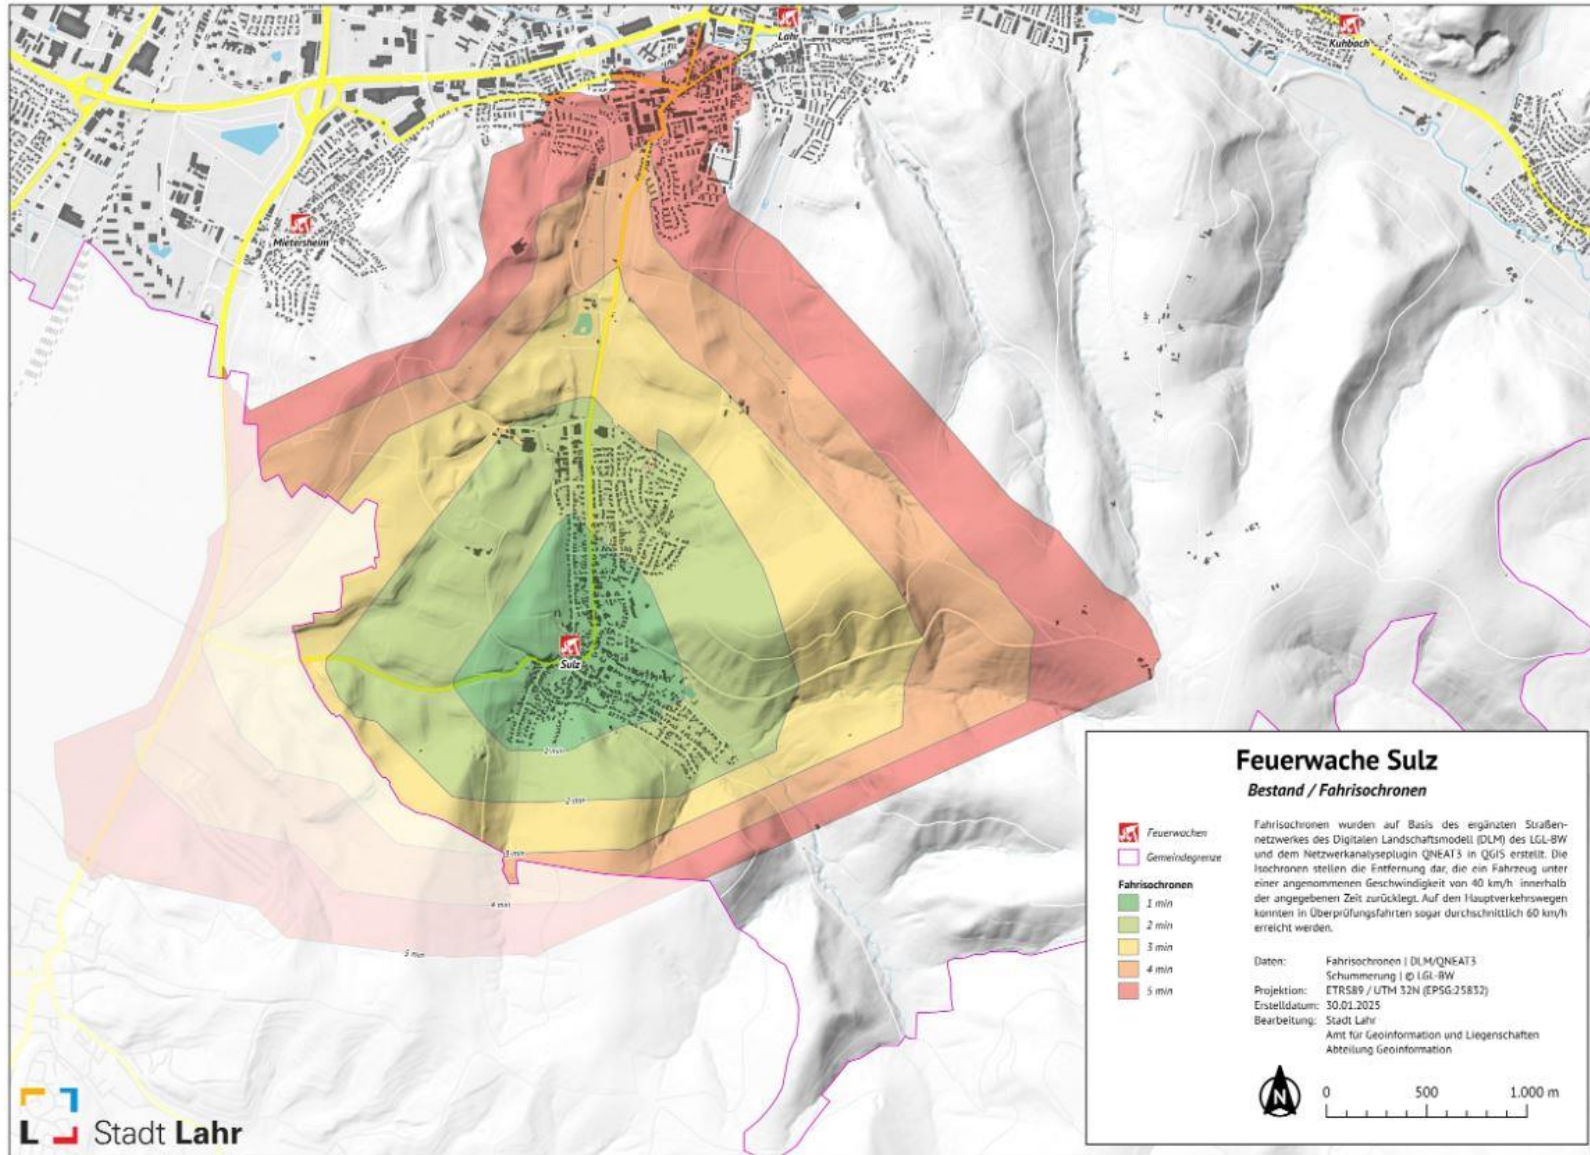 Lahr
Kuhbach
Mietersheim
Sulz
1 min
2 min
3 min
4 min
5 min
Feuerwache Sulz
Bestand / Fahrisochronen
Feuerwachen
Gemeindegrenze
Fahrisochronen
1 min
2 min
3 min
4 min
5 min
Fahrisochronen wurden auf Basis des ergänzten Straßen-
netzwerkes des Digitalen Landschaftsmodell (DLM) des LGL-BW
und dem Netzwerkanalyseplugin QNEAT3 in QGIS erstellt. Die
Isochronen stellen die Entfernung dar, die ein Fahrzeug unter
einer angenommenen Geschwindigkeit von 40 km/h innerhalb
der angegebenen Zeit zurücklegt. Auf den Hauptverkehrswegen
konnten in Überprüfungsfahrten sogar durchschnittlich 60 km/h
erreicht werden.
Daten: Fahrisochronen | DLM/QNEAT3
Schummerung | © LGL-BW
Projektion: ETRS89 / UTM 32N (EPSG:25832)
Erstelldatum: 30.01.2025
Bearbeitung: Stadt Lahr
Amt für Geoinformation und Liegenschaften
Abteilung Geoinformation
N
0 500 1.000 m
Stadt Lahr